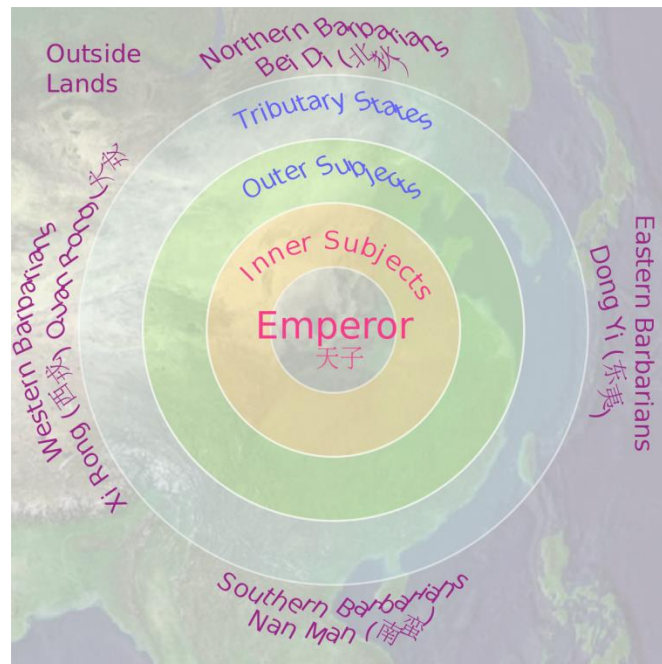 Outside
Lands
Northern Barbarians
Bei Di (北狄)
Tributary States
Outer Subjects
Inner Subjects
Emperor
天子
Western Barbarians
Xi Rong (西戎) Quan Rong (犬戎)
Eastern Barbarians
Dong Yi (东夷)
Southern Barbarians
Nan Man (南蛮)